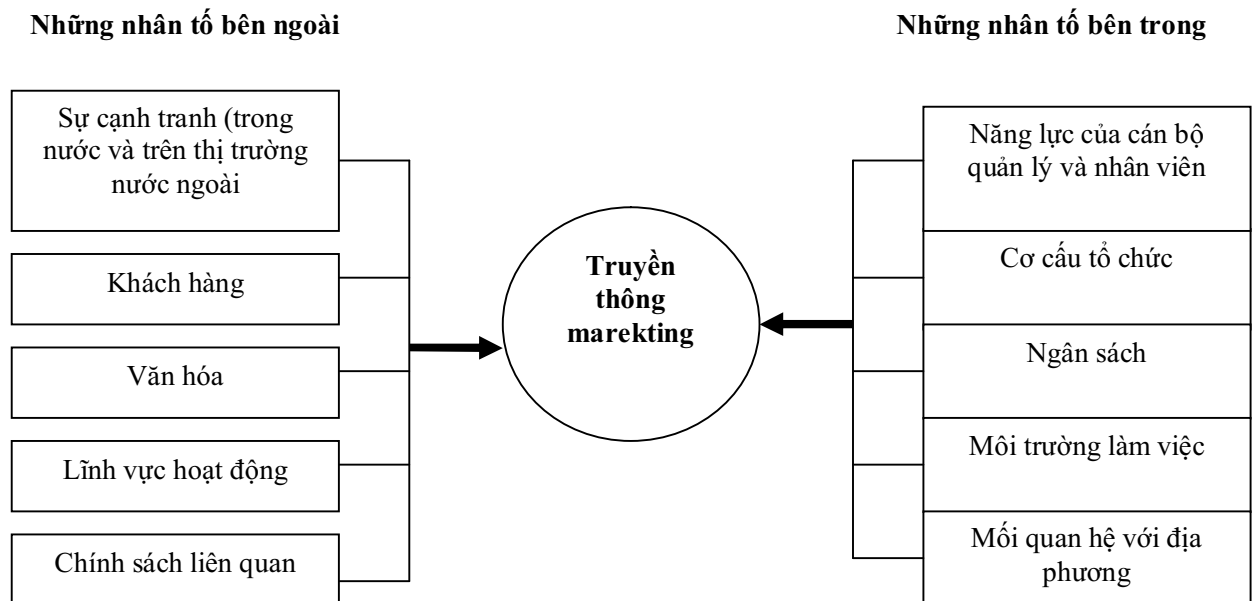 Những nhân tố bên ngoài
Những nhân tố bên trong
Sự cạnh tranh (trong
nước và trên thị trường
nước ngoài
Khách hàng
Văn hóa
Lĩnh vực hoạt động
Chính sách liên quan
Truyền
thông
marekting
Năng lực của cán bộ
quản lý và nhân viên
Cơ cấu tổ chức
Ngân sách
Môi trường làm việc
Mối quan hệ với địa
phương